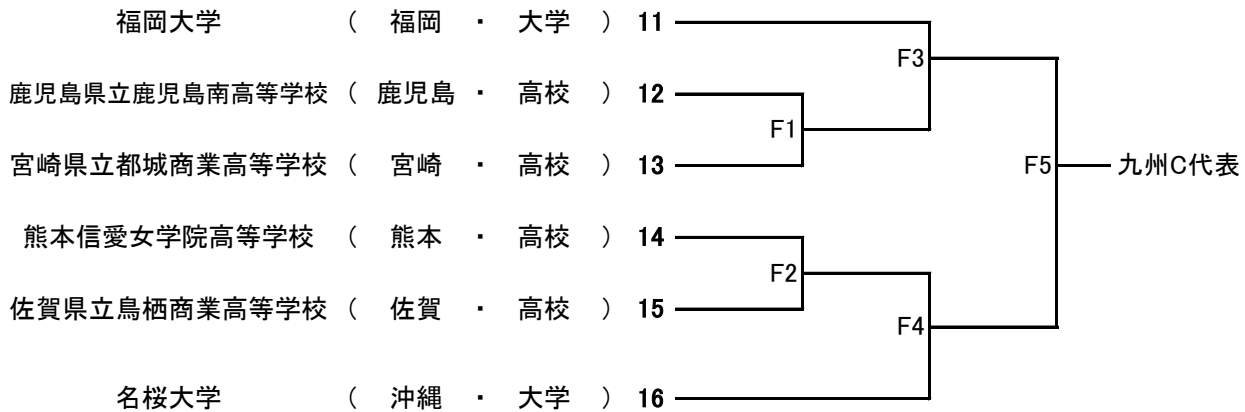 福岡大学 ( 福岡 ・ 大学 ) 11
F3
鹿児島県立鹿児島南高等学校 ( 鹿児島 ・ 高校 ) 12
F1
宮崎県立都城商業高等学校 ( 宮崎 ・ 高校 ) 13
F5 九州C代表
熊本信愛女学院高等学校 ( 熊本 ・ 高校 ) 14
F2
佐賀県立鳥栖商業高等学校 ( 佐賀 ・ 高校 ) 15
F4
名桜大学 ( 沖縄 ・ 大学 ) 16